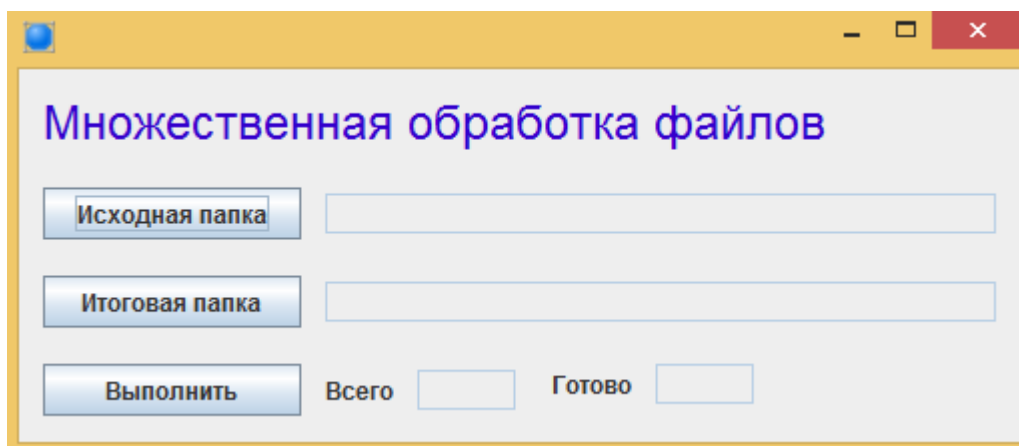 Множественная обработка файлов
Исходная папка
Итоговая папка
Выполнить Всего Готово